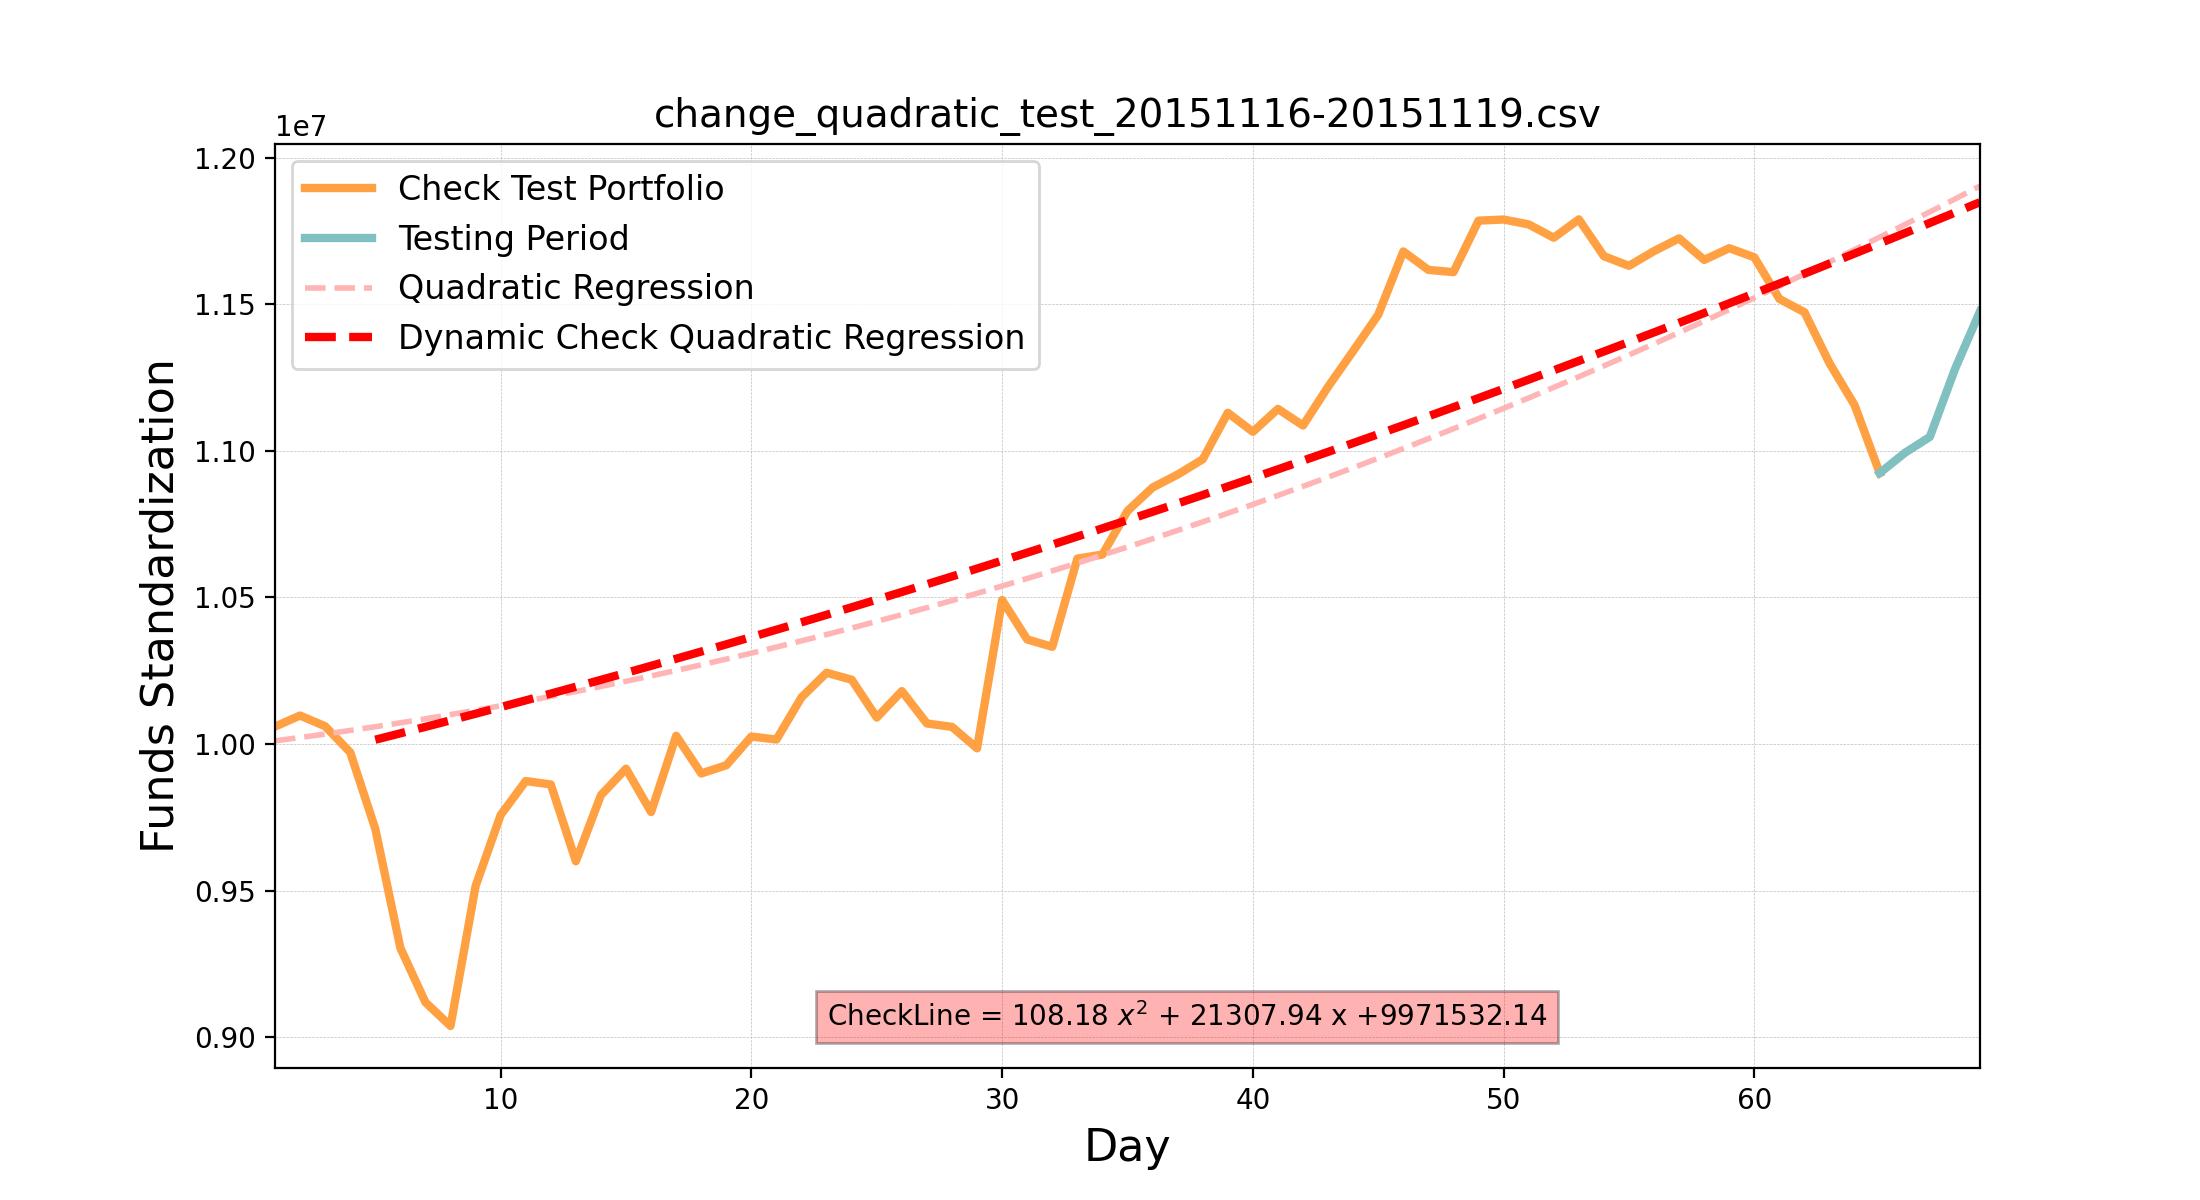 change_quadratic_test_20151116-20151119.csv
1e7
1.20
1.15
1.10
1.05
1.00
0.95
0.90
Funds Standardization
Check Test Portfolio
Testing Period
Quadratic Regression
Dynamic Check Quadratic Regression
CheckLine = 108.18 x² + 21307.94 x +9971532.14
10 20 30 40 50 60
Day